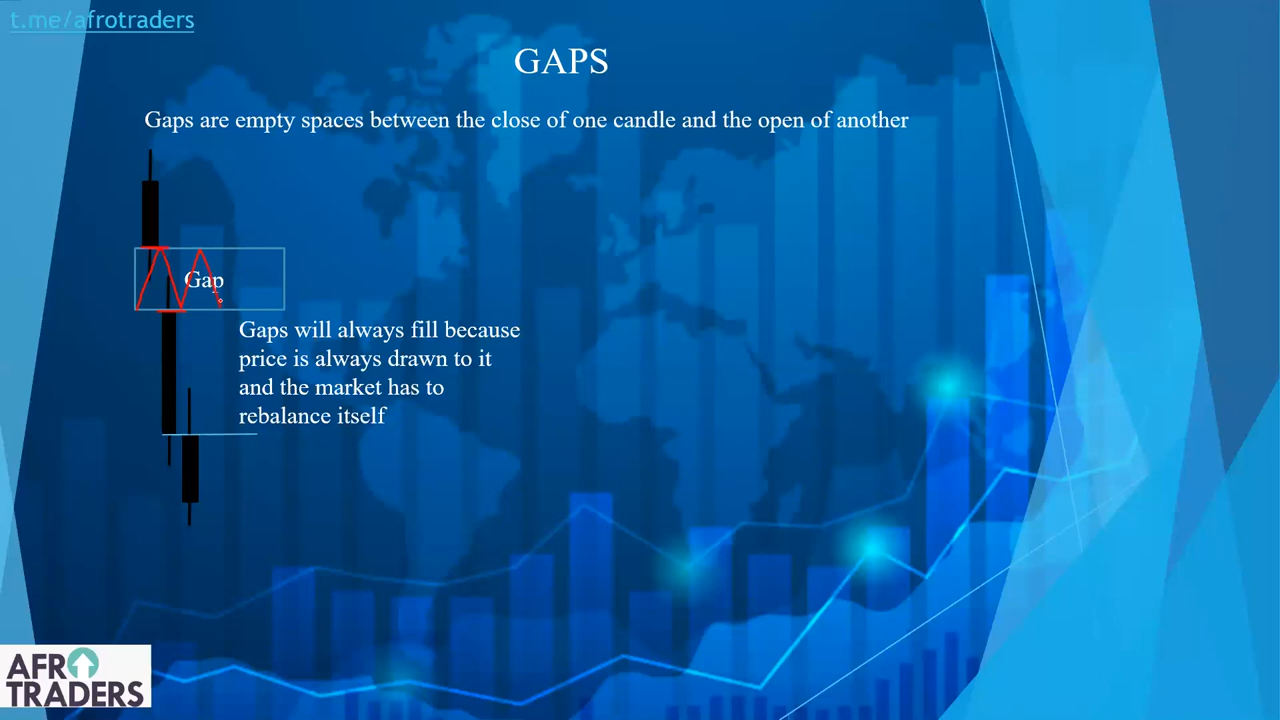 t.me/afrotraders
GAPS
Gaps are empty spaces between the close of one candle and the open of another
Gap
Gaps will always fill because
price is always drawn to it
and the market has to
rebalance itself
AFRO
TRADERS